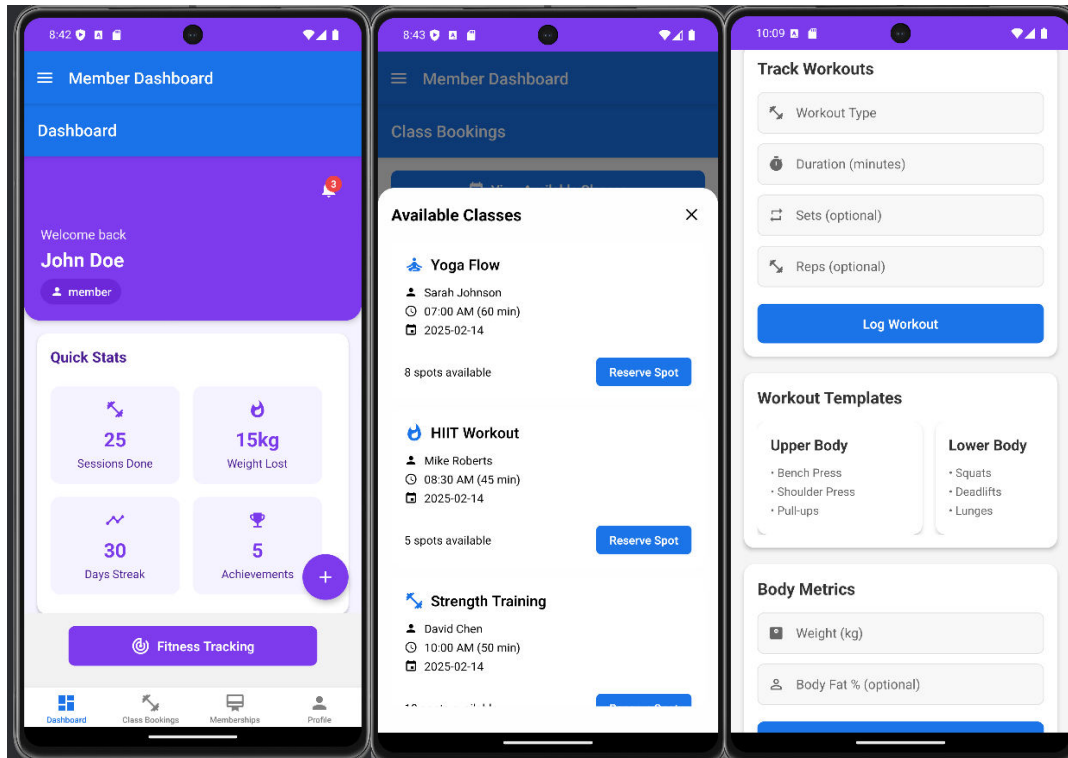 8:42
Member Dashboard
Dashboard
3
Welcome back
John Doe
member
Quick Stats
25
Sessions Done
15kg
Weight Lost
30
Days Streak
5
Achievements
+
Fitness Tracking
Dashboard
Class Bookings
Memberships
Profile
8:43
Member Dashboard
Class Bookings
Available Classes
Yoga Flow
Sarah Johnson
07:00 AM (60 min)
2025-02-14
8 spots available
Reserve Spot
HIIT Workout
Mike Roberts
08:30 AM (45 min)
2025-02-14
5 spots available
Reserve Spot
Strength Training
David Chen
10:00 AM (50 min)
2025-02-14
10:09
Track Workouts
Workout Type
Duration (minutes)
Sets (optional)
Reps (optional)
Log Workout
Workout Templates
Upper Body
• Bench Press
• Shoulder Press
• Pull-ups
Lower Body
• Squats
• Deadlifts
• Lunges
Body Metrics
Weight (kg)
Body Fat % (optional)